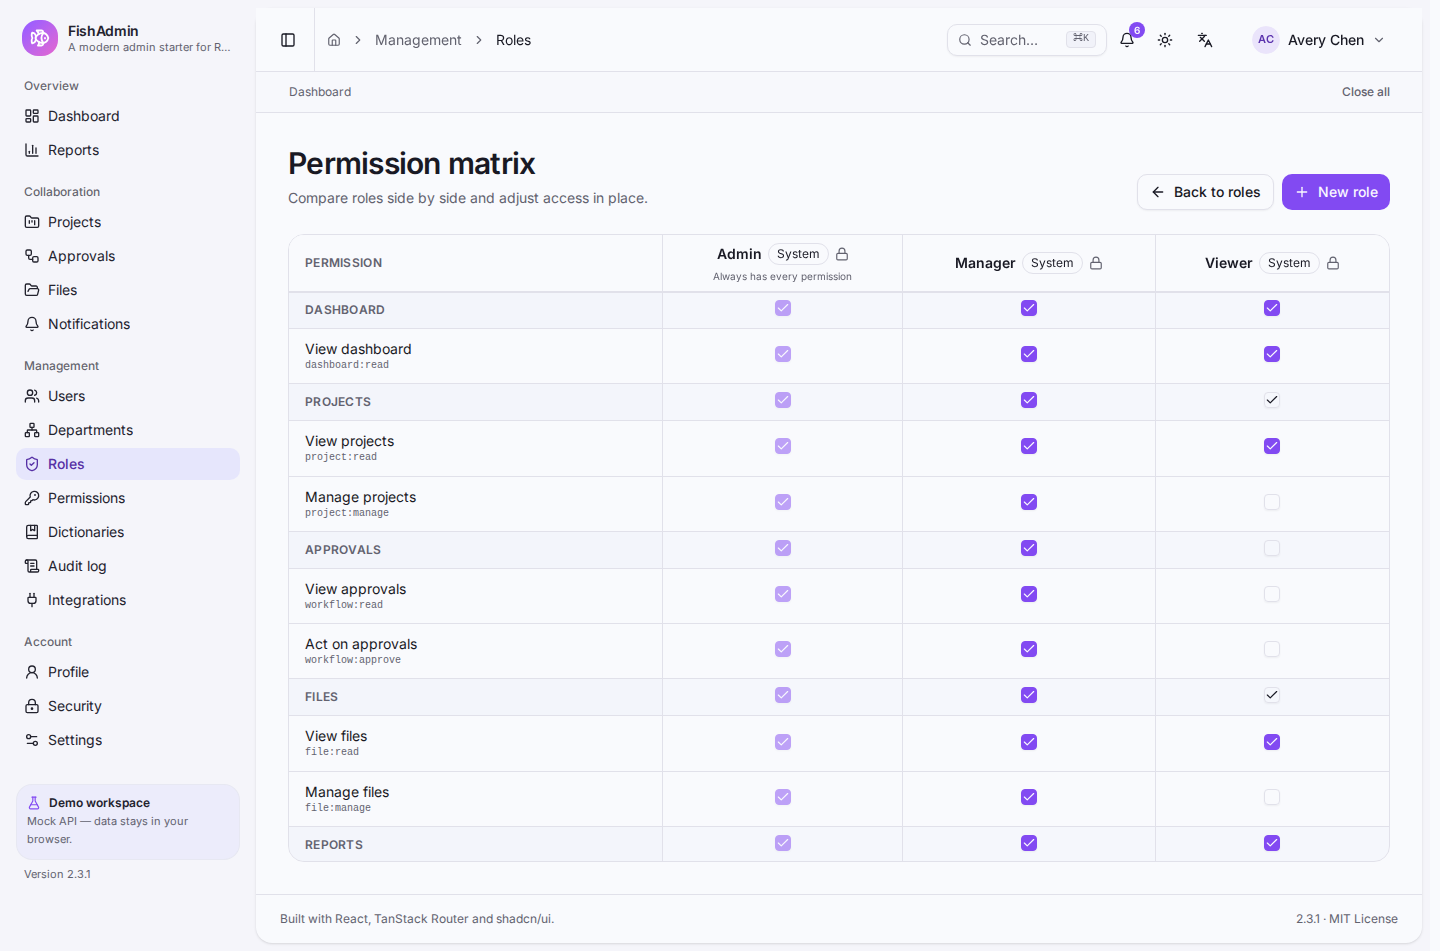 FishAdmin
A modern admin starter for R...
Overview
Dashboard
Reports
Collaboration
Projects
Approvals
Files
Notifications
Management
Users
Departments
Roles
Permissions
Dictionaries
Audit log
Integrations
Account
Profile
Security
Settings
Demo workspace
Mock API — data stays in your
browser.
Version 2.3.1
Management
Roles
Search...
⌘K
6
AC
Avery Chen
Dashboard
Close all
Permission matrix
Compare roles side by side and adjust access in place.
Back to roles
New role
PERMISSION
Admin System
Always has every permission
Manager System
Viewer System
DASHBOARD
View dashboard
dashboard:read
PROJECTS
View projects
project:read
Manage projects
project:manage
APPROVALS
View approvals
workflow:read
Act on approvals
workflow:approve
FILES
View files
file:read
Manage files
file:manage
REPORTS
Built with React, TanStack Router and shadcn/ui.
2.3.1 · MIT License